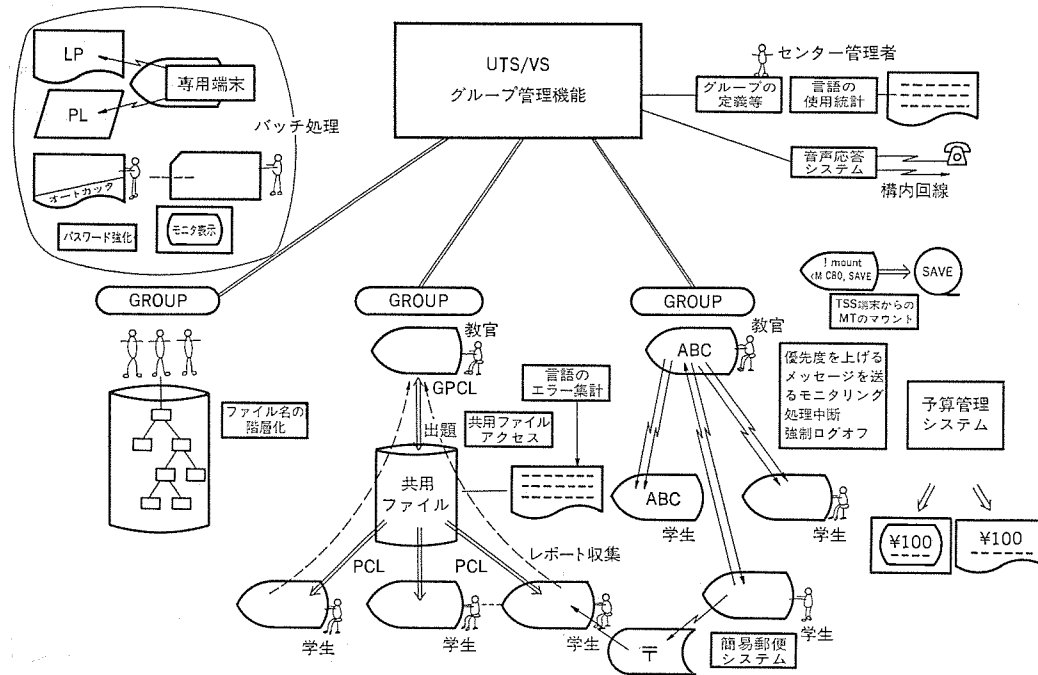 LP
専用端末
PL
バッチ処理
オートカッタ
パスワード強化
モニタ表示
UTS/VS
グループ管理機能
センター管理者
グループの
定義等
言語の
使用統計
音声応答
システム
構内回線
! mount
(M C80, SAVE
SAVE
TSS端末からの
MTのマウント
GROUP
GROUP
GROUP
ファイル名の
階層化
教官
GPCL
出題
共用ファイル
アクセス
言語の
エラー集計
共用
ファイル
PCL
PCL
レポート収集
学生
学生
学生
教官
ABC
ABC
学生
学生
学生
優先度を上げる
メッセージを送
るモニタリング
処理中断
強制ログオフ
予算管理
システム
¥100
¥100
〒
簡易郵便
システム